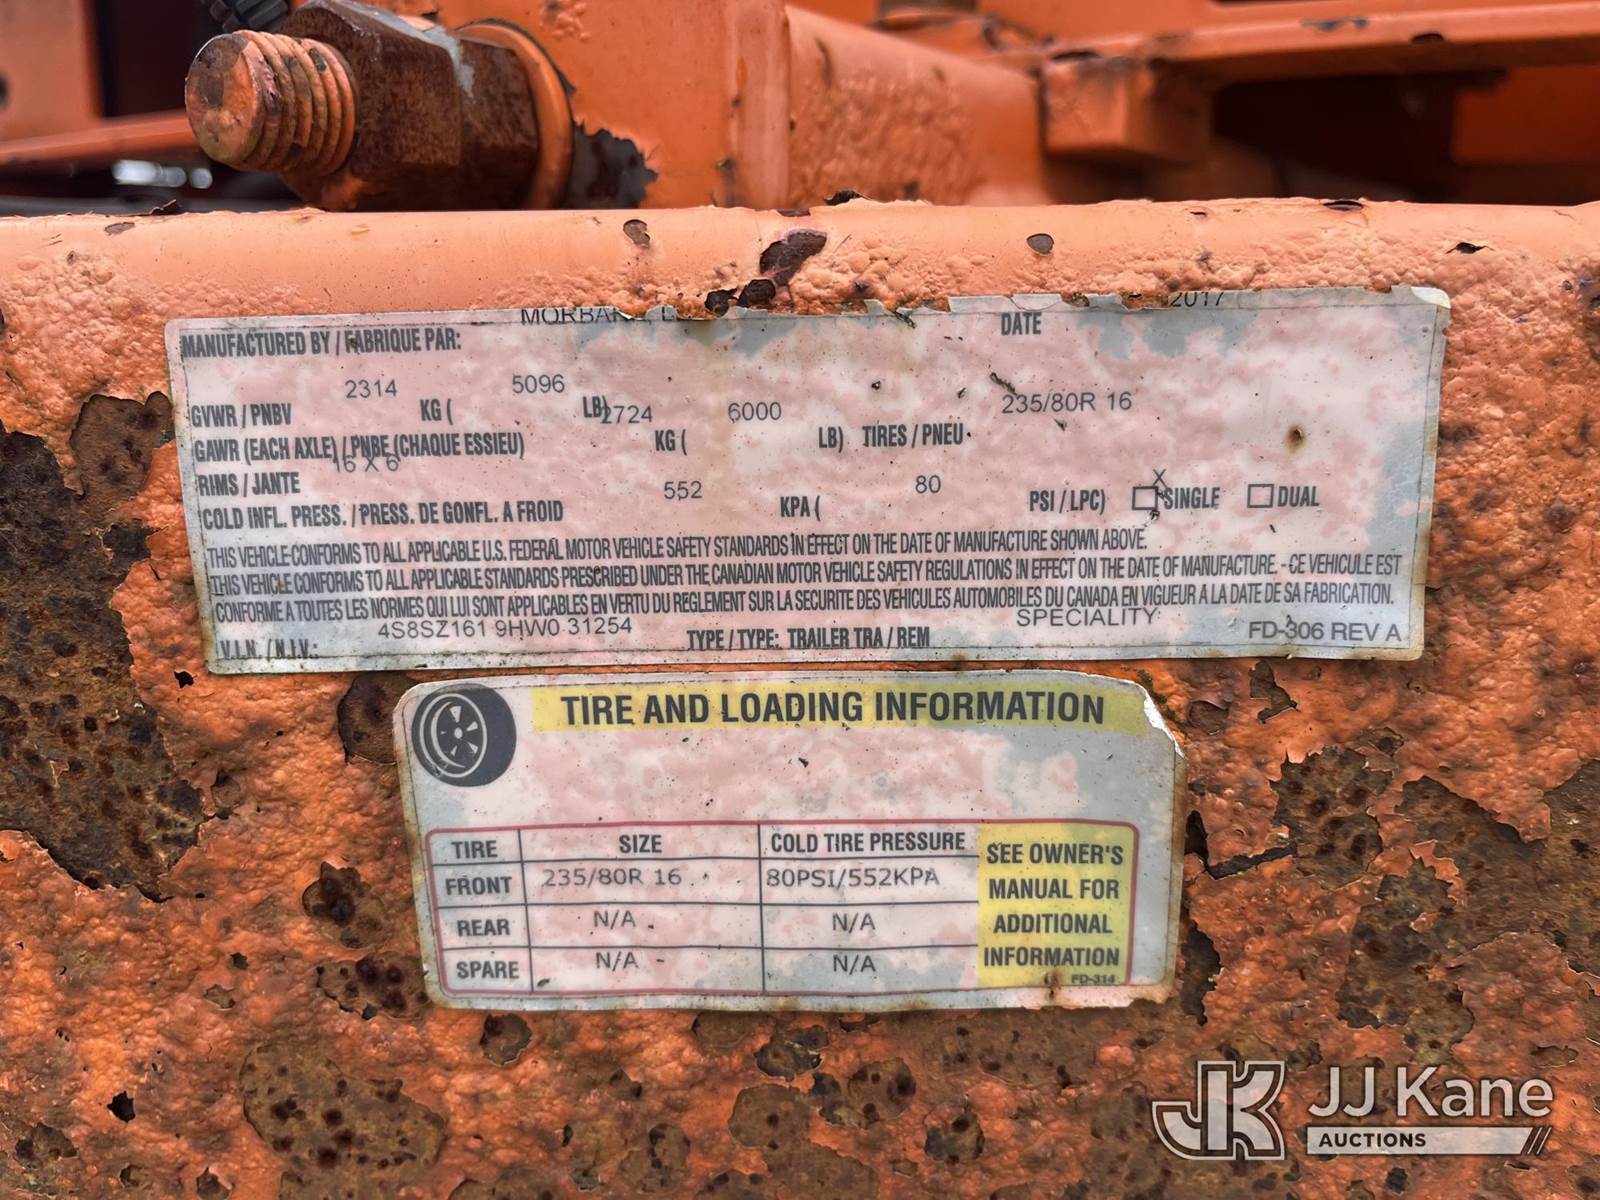 MORBARK, L
2017
MANUFACTURED BY / FABRIQUE PAR:
DATE
2314
5096
GVWR / PNBV
KG (
LB)
2724
6000
235/80R 16
GAWR (EACH AXLE) / PNBE (CHAQUE ESSIEU)
KG (
LB) TIRES / PNEU
16 X 6
RIMS / JANTE
552
80
X
COLD INFL. PRESS. / PRESS. DE GONFL. A FROID
KPA (
PSI / LPC)
SINGLE
DUAL
THIS VEHICLE CONFORMS TO ALL APPLICABLE U.S. FEDERAL MOTOR VEHICLE SAFETY STANDARDS IN EFFECT ON THE DATE OF MANUFACTURE SHOWN ABOVE.
THIS VEHICLE CONFORMS TO ALL APPLICABLE STANDARDS PRESCRIBED UNDER THE CANADIAN MOTOR VEHICLE SAFETY REGULATIONS IN EFFECT ON THE DATE OF MANUFACTURE. - CE VEHICULE EST
CONFORME A TOUTES LES NORMES QUI LUI SONT APPLICABLES EN VERTU DU REGLEMENT SUR LA SECURITE DES VEHICULES AUTOMOBILES DU CANADA EN VIGUEUR A LA DATE DE SA FABRICATION.
4S8SZ161 9HW0 31254
SPECIALITY
V.I.N. / N.I.V.:
TYPE / TYPE: TRAILER TRA / REM
FD-306 REV A
TIRE AND LOADING INFORMATION
TIRE SIZE COLD TIRE PRESSURE
FRONT 235/80R 16 80PSI/552KPA
REAR N/A N/A
SPARE N/A N/A
SEE OWNER'S
MANUAL FOR
ADDITIONAL
INFORMATION
FD-314
JK
JJ Kane
AUCTIONS